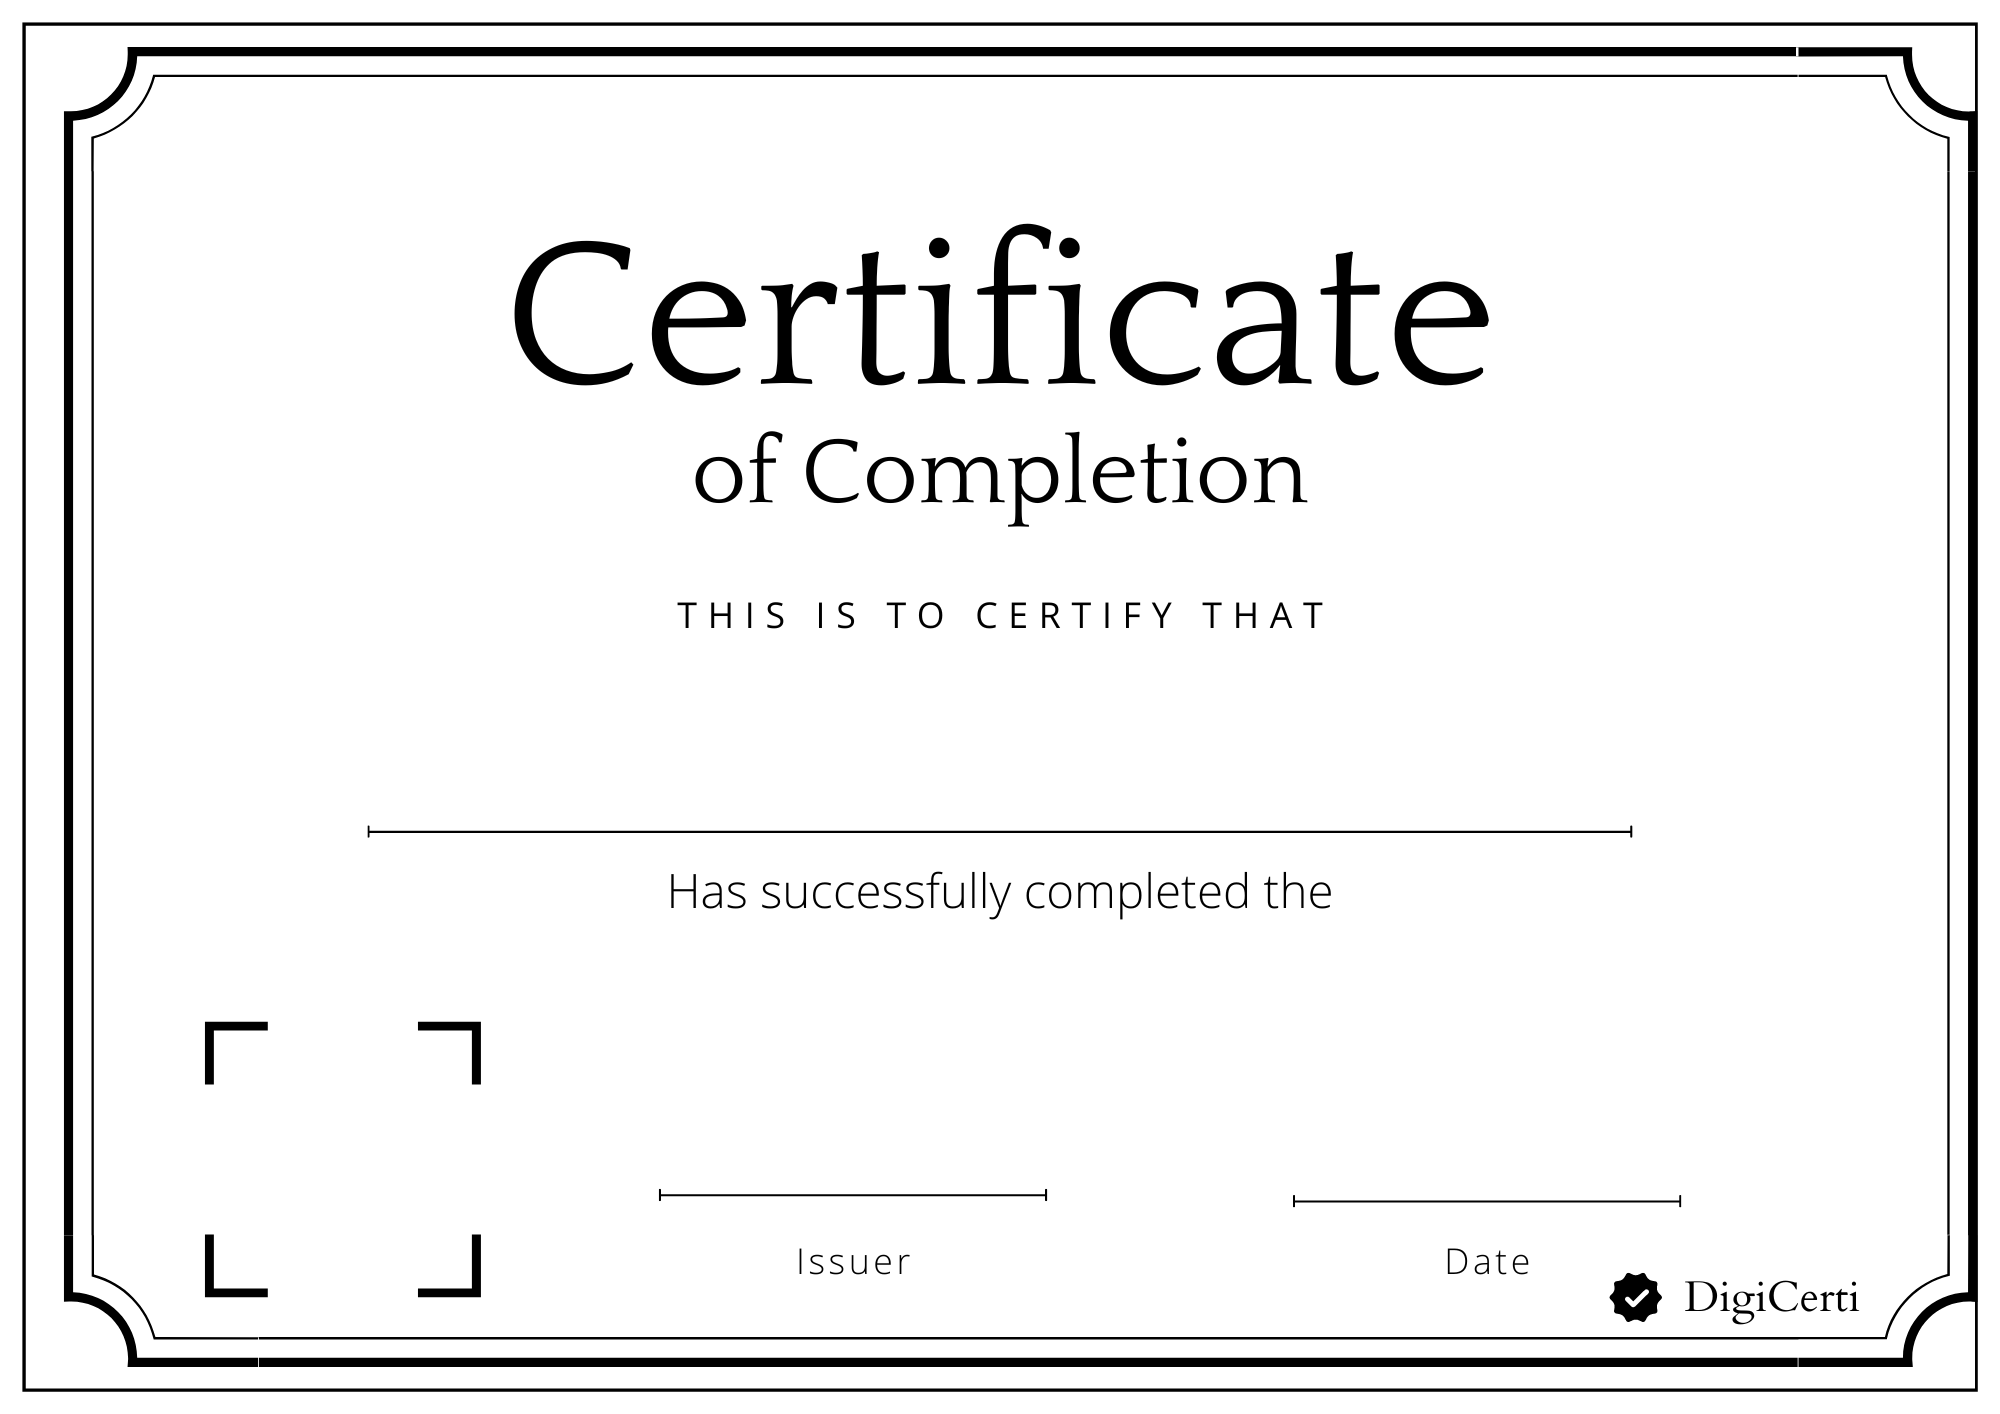 Certificate
of Completion
THIS IS TO CERTIFY THAT
Has successfully completed the
Issuer
Date
DigiCerti